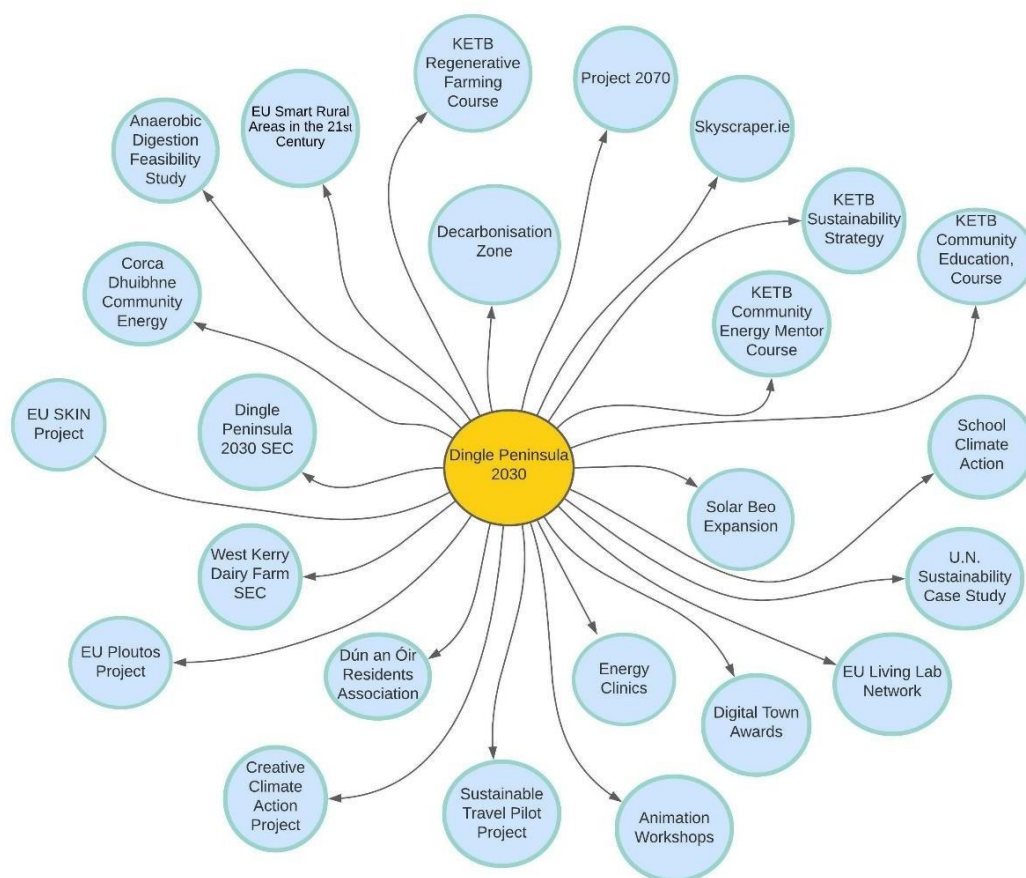 KETB
Regenerative
Farming
Course
Project 2070
EU Smart Rural
Areas in the 21st
Century
Skyscraper.ie
Anaerobic
Digestion
Feasibility
Study
KETB
Sustainability
Strategy
KETB
Community
Education,
Course
Decarbonisation
Zone
Corca
Dhuibhne
Community
Energy
KETB
Community
Energy Mentor
Course
EU SKIN
Project
Dingle
Peninsula
2030 SEC
School
Climate
Action
Dingle Peninsula
2030
Solar Beo
Expansion
West Kerry
Dairy Farm
SEC
U.N.
Sustainability
Case Study
EU Ploutos
Project
Dún an Óir
Residents
Association
Energy
Clinics
EU Living Lab
Network
Digital Town
Awards
Creative
Climate
Action
Project
Sustainable
Travel Pilot
Project
Animation
Workshops